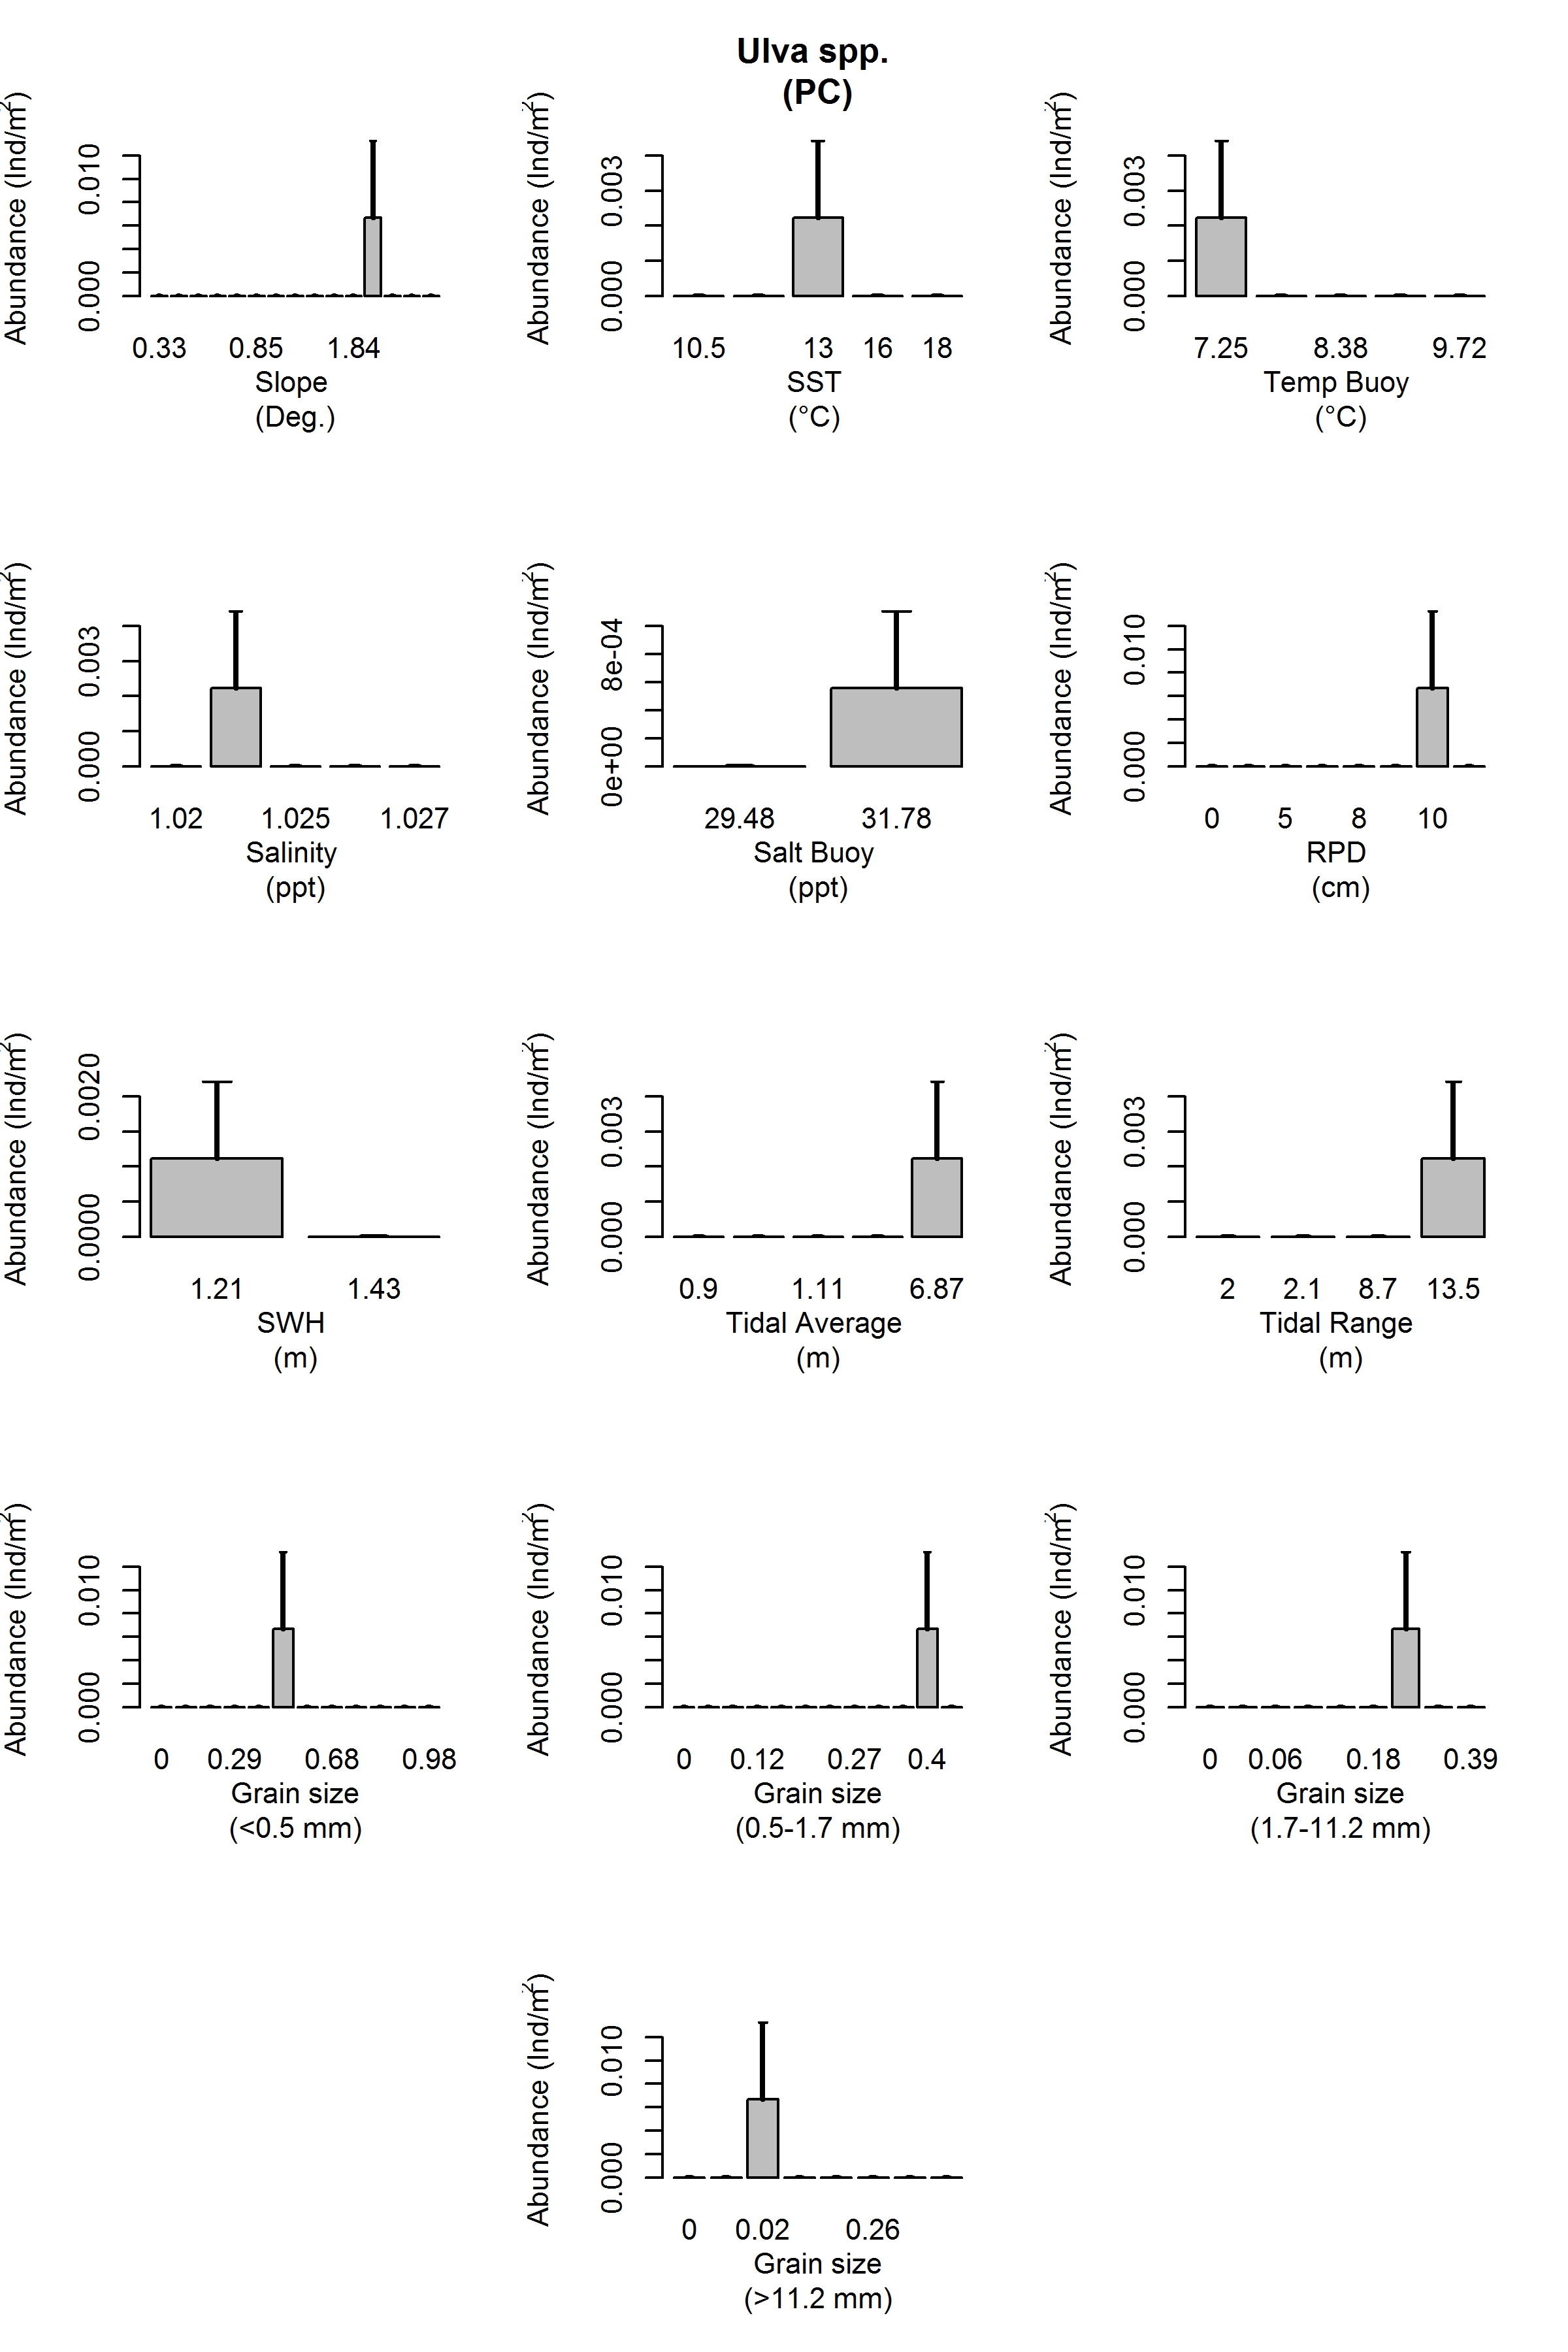 Ulva spp.
(PC)
Abundance (Ind/m²)
0.000 0.010
0.33 0.85 1.84
Slope
(Deg.)
Abundance (Ind/m²)
0.000 0.003
10.5 13 16 18
SST
(°C)
Abundance (Ind/m²)
0.000 0.003
7.25 8.38 9.72
Temp Buoy
(°C)
Abundance (Ind/m²)
0.000 0.003
1.02 1.025 1.027
Salinity
(ppt)
Abundance (Ind/m²)
0e+00 8e-04
29.48 31.78
Salt Buoy
(ppt)
Abundance (Ind/m²)
0.000 0.010
0 5 8 10
RPD
(cm)
Abundance (Ind/m²)
0.0000 0.0020
1.21 1.43
SWH
(m)
Abundance (Ind/m²)
0.000 0.003
0.9 1.11 6.87
Tidal Average
(m)
Abundance (Ind/m²)
0.000 0.003
2 2.1 8.7 13.5
Tidal Range
(m)
Abundance (Ind/m²)
0.000 0.010
0 0.29 0.68 0.98
Grain size
(<0.5 mm)
Abundance (Ind/m²)
0.000 0.010
0 0.12 0.27 0.4
Grain size
(0.5-1.7 mm)
Abundance (Ind/m²)
0.000 0.010
0 0.06 0.18 0.39
Grain size
(1.7-11.2 mm)
Abundance (Ind/m²)
0.000 0.010
0 0.02 0.26
Grain size
(>11.2 mm)